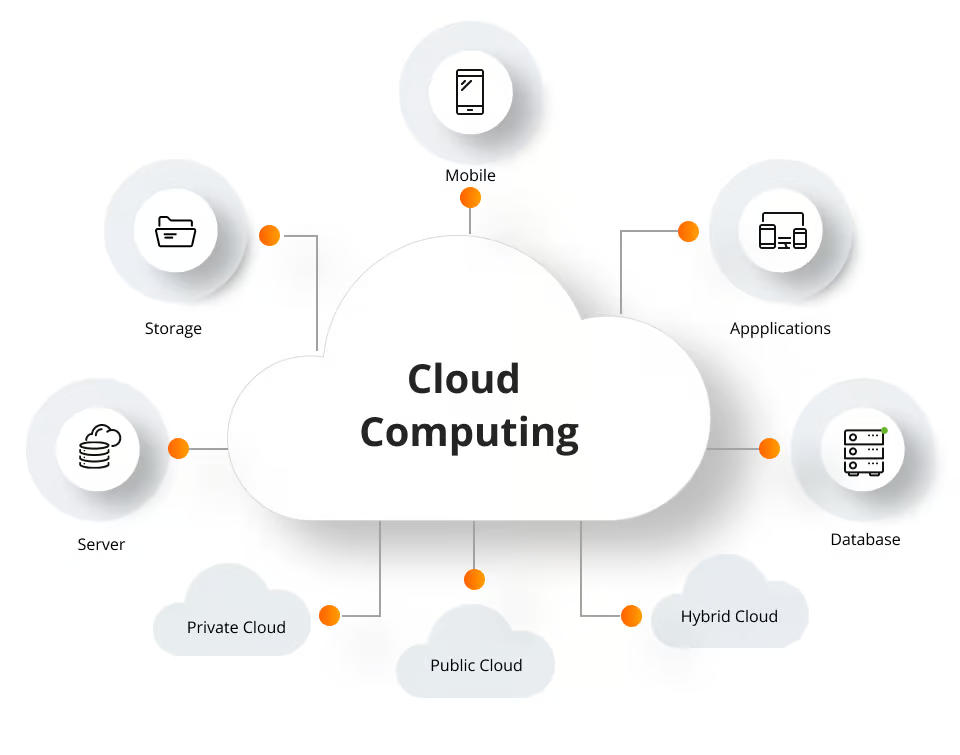 Mobile
Storage
Appplications
Cloud
Computing
Server
Database
Private Cloud
Public Cloud
Hybrid Cloud